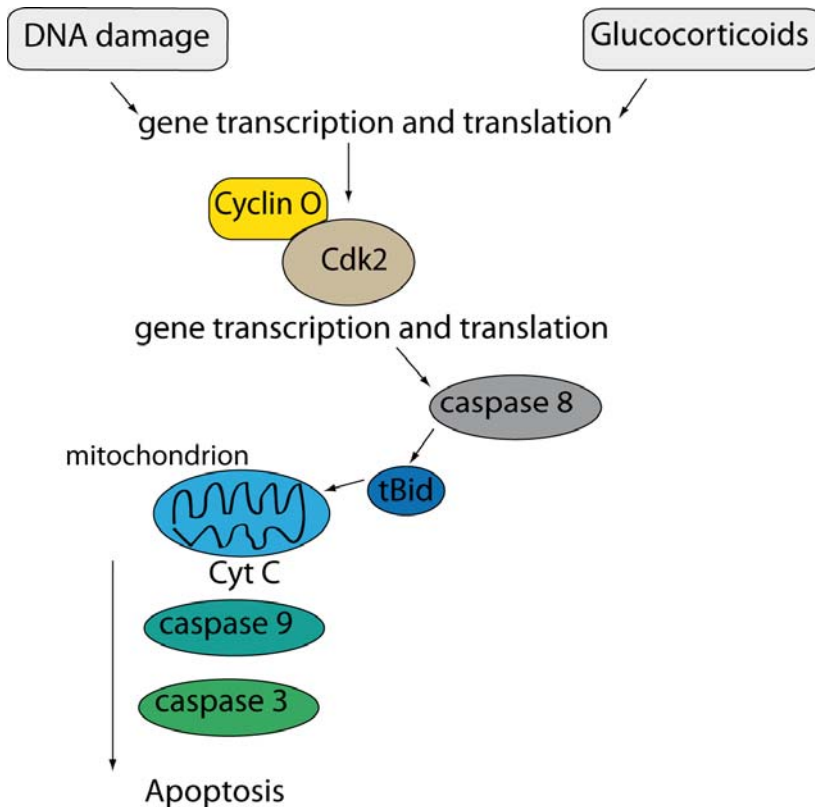 DNA damage
Glucocorticoids
gene transcription and translation
Cyclin O
Cdk2
gene transcription and translation
caspase 8
mitochondrion
tBid
Cyt C
caspase 9
caspase 3
Apoptosis